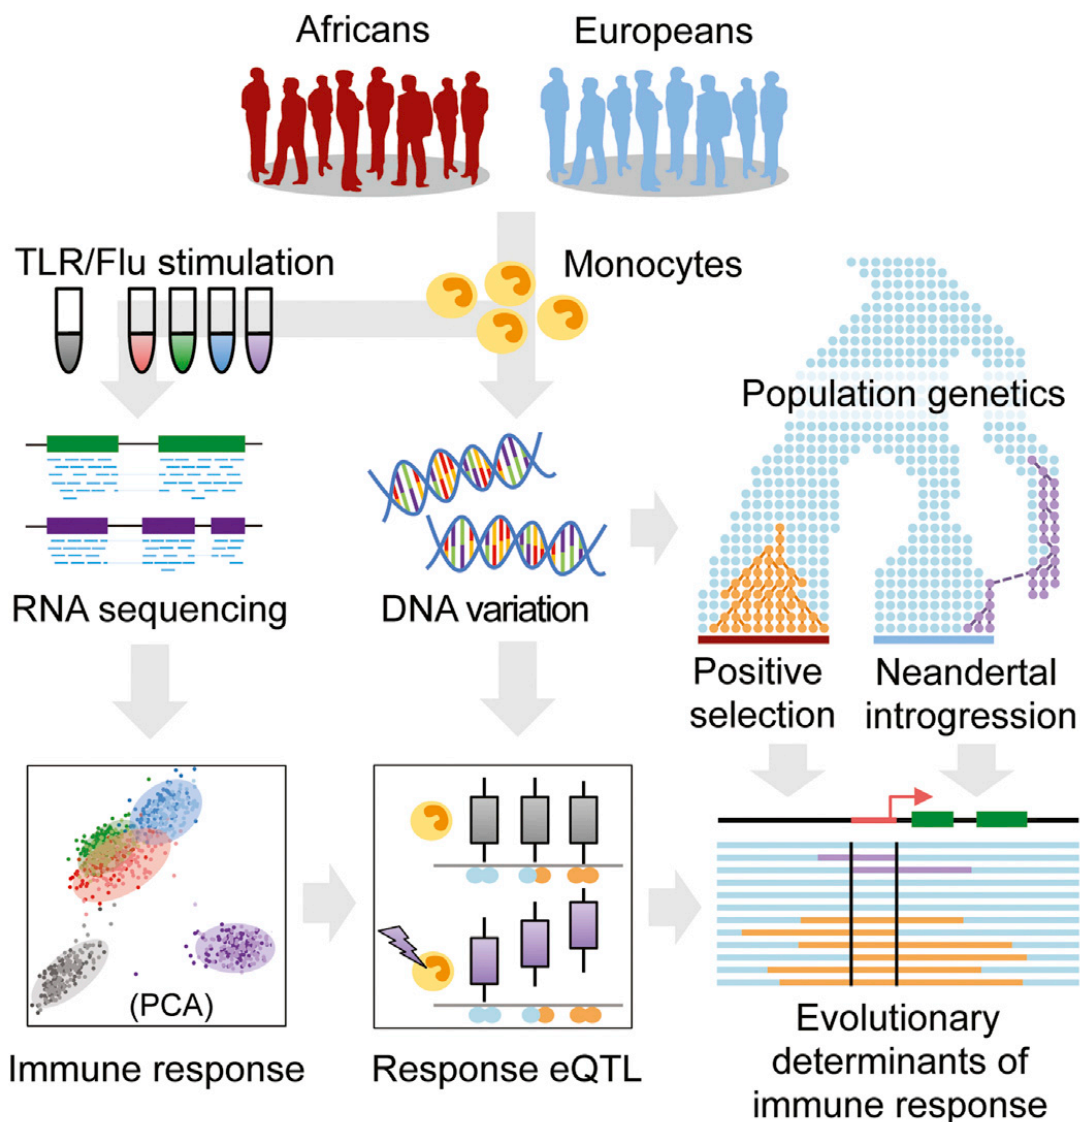 Africans
Europeans
TLR/Flu stimulation
Monocytes
Population genetics
RNA sequencing
DNA variation
Positive
selection
Neandertal
introgression
(PCA)
Immune response
Response eQTL
Evolutionary
determinants of
immune response